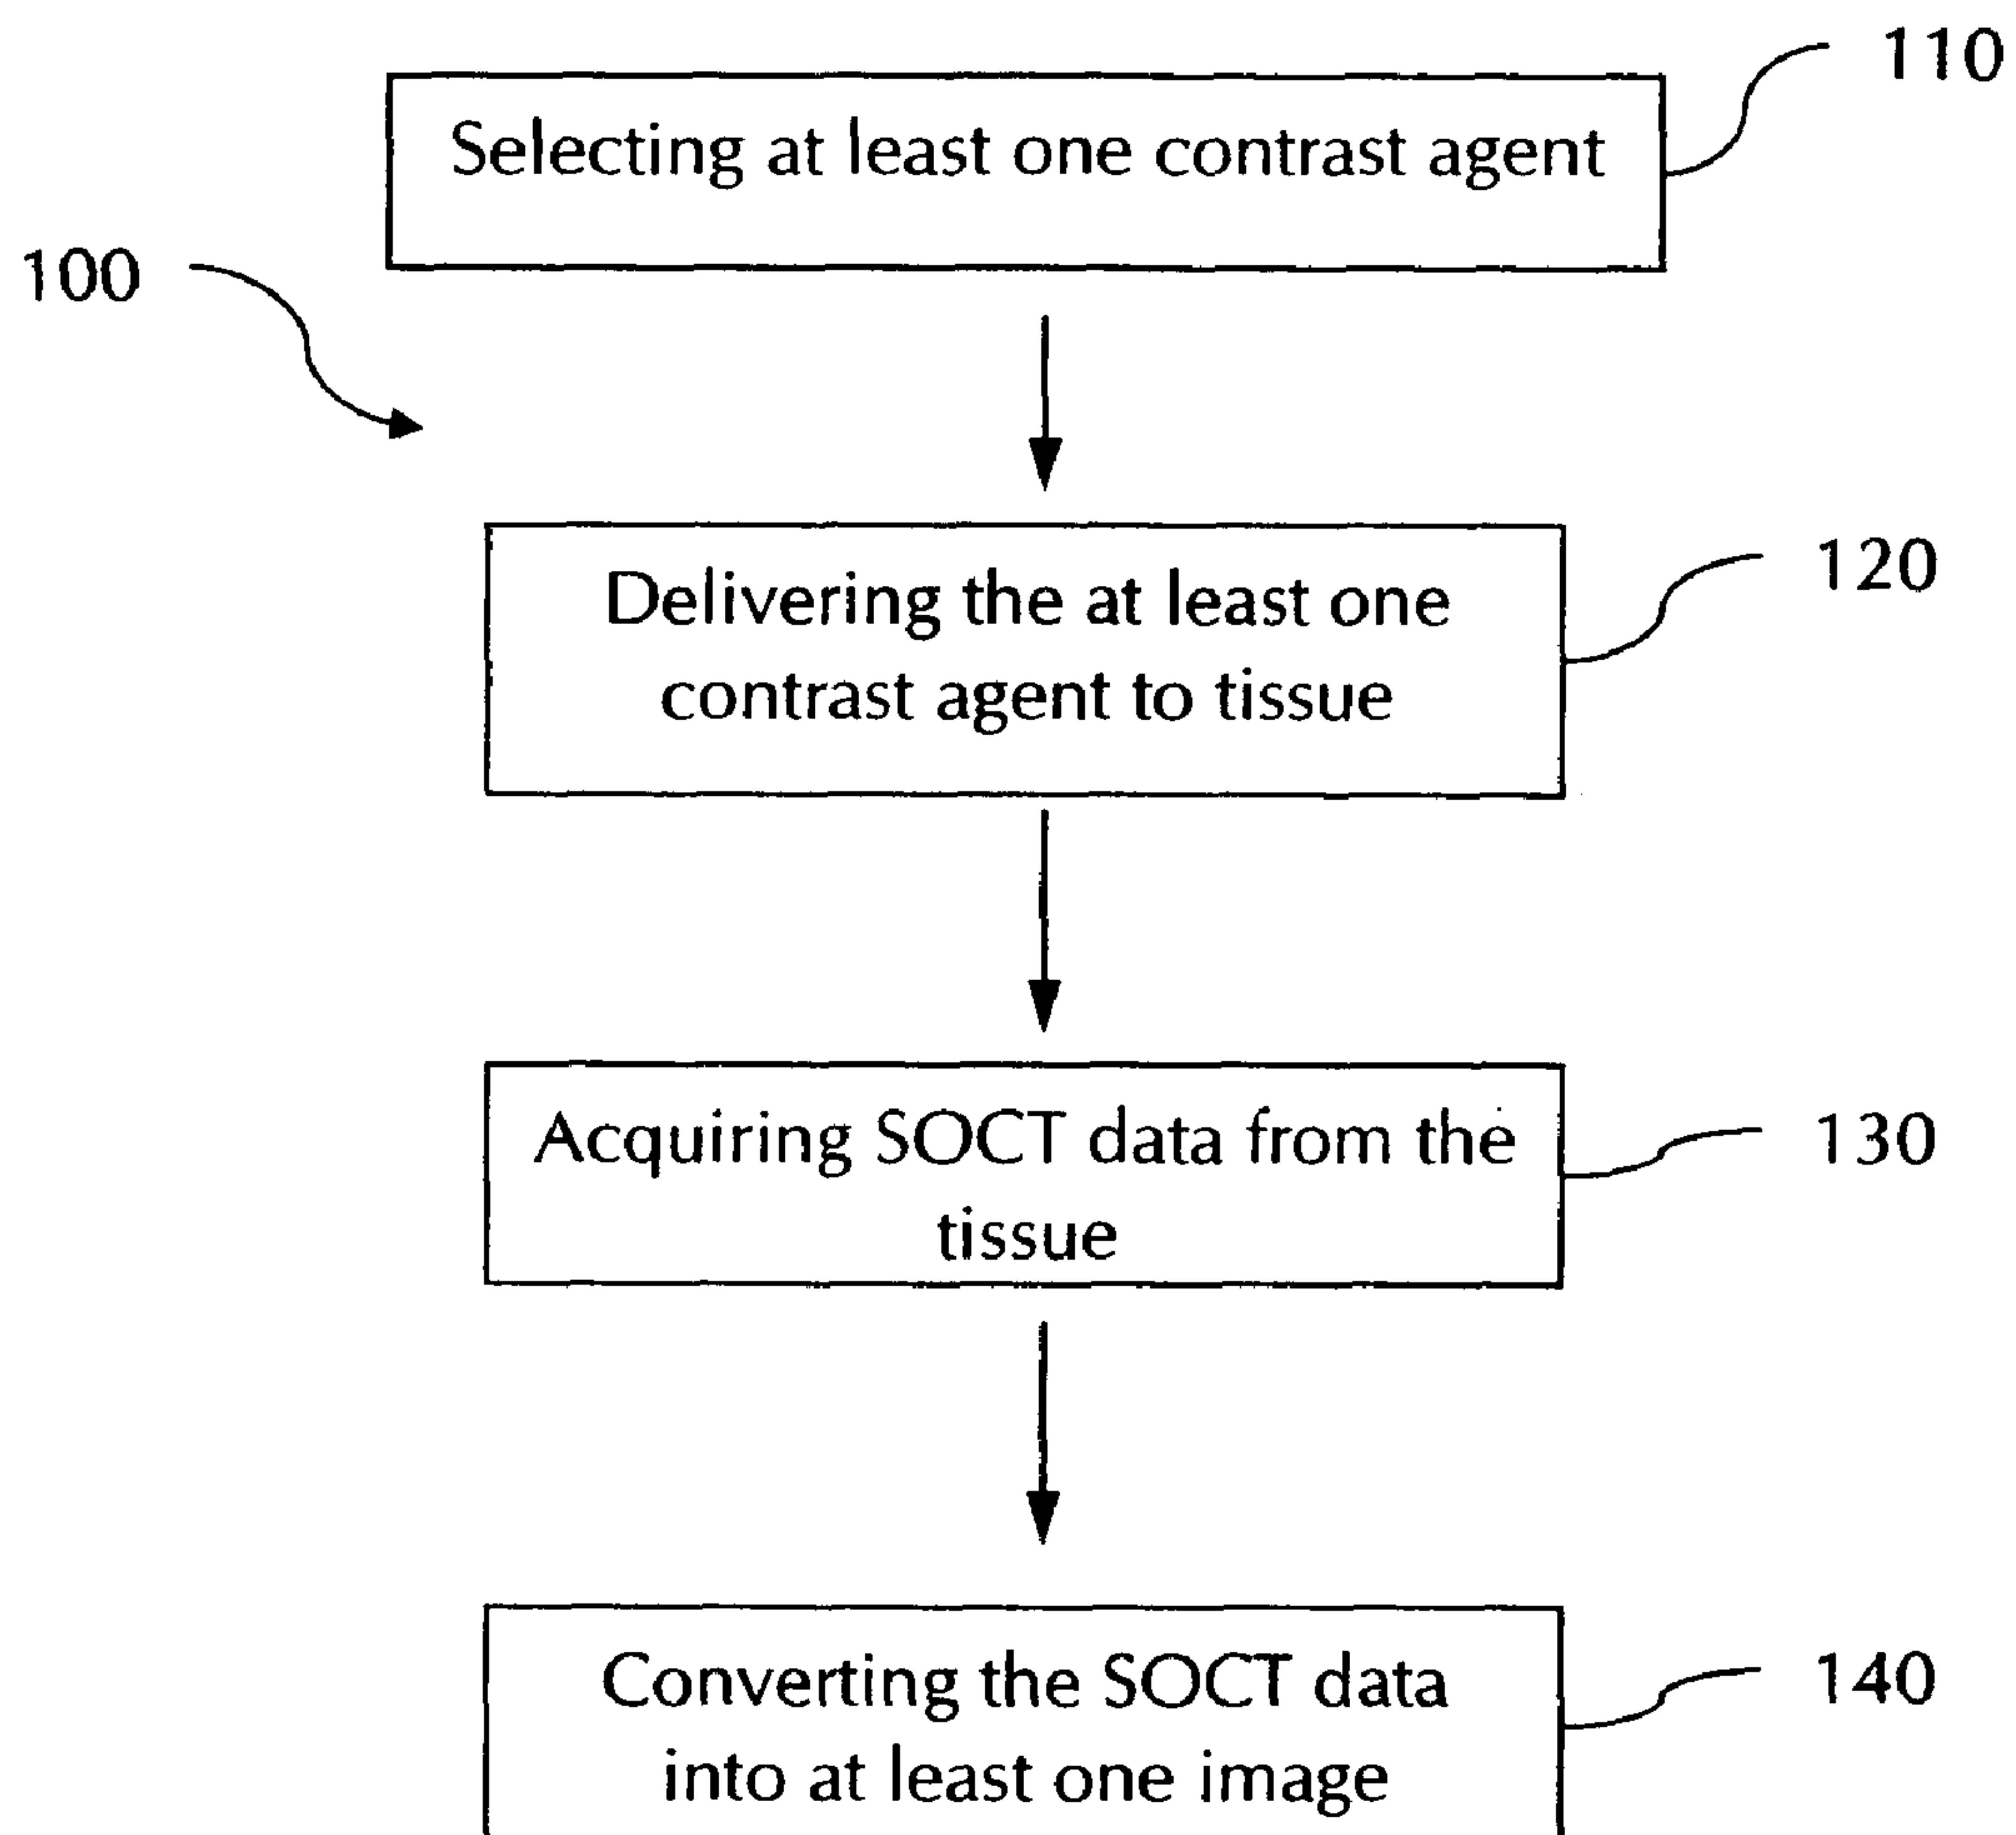 110
Selecting at least one contrast agent
100
Delivering the at least one
contrast agent to tissue
120
Acquiring SOCT data from the
tissue
130
Converting the SOCT data
into at least one image
140